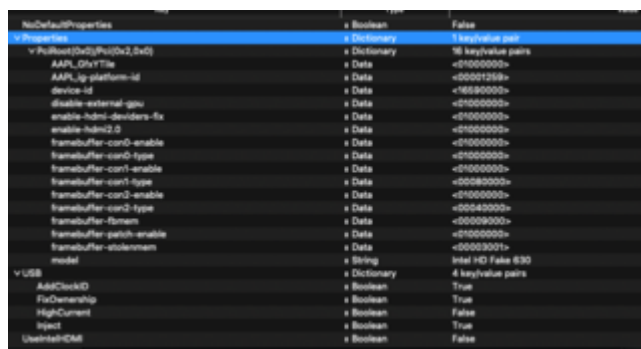 Key Type Value
NoDefaultProperties Boolean False
Properties Dictionary 1 key/value pair
PciRoot(0x0)/Pci(0x2,0x0) Dictionary 16 key/value pairs
AAPL,GfxYTile Data <01000000>
AAPL,ig-platform-id Data <00001259>
device-id Data <16590000>
disable-external-gpu Data <01000000>
enable-hdmi-deviders-fix Data <01000000>
enable-hdmi2.0 Data <01000000>
framebuffer-con0-enable Data <01000000>
framebuffer-con0-type Data
framebuffer-con1-enable Data <01000000>
framebuffer-con1-type Data <00080000>
framebuffer-con2-enable Data <01000000>
framebuffer-con2-type Data <00040000>
framebuffer-fbmem Data <00009000>
framebuffer-patch-enable Data <01000000>
framebuffer-stolenmem Data <00003001>
model String Intel HD Fake 630
USB Dictionary 4 key/value pairs
AddClockID Boolean True
FixOwnership Boolean True
HighCurrent Boolean False
Inject Boolean True
UseIntelHDMI Boolean False